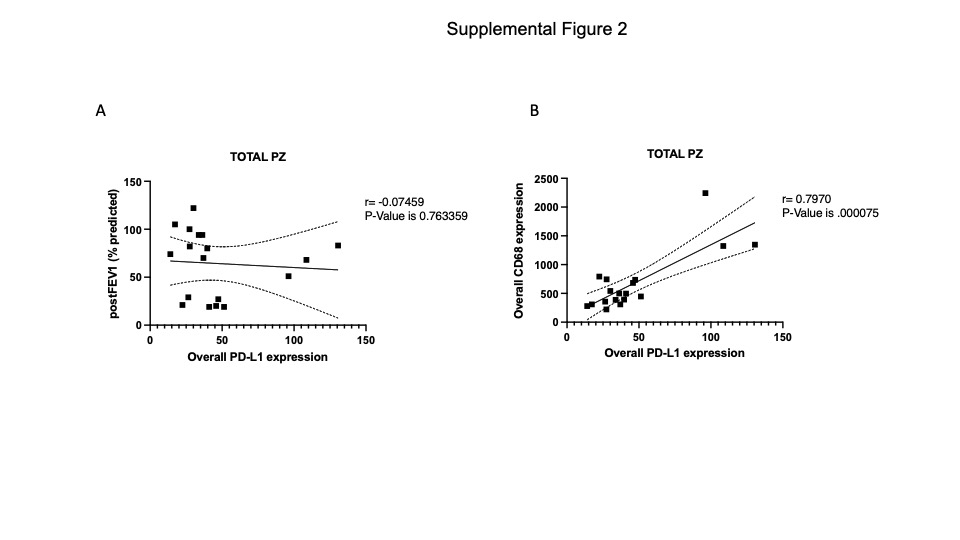 Supplemental Figure 2
A
TOTAL PZ
postFEV1 (% predicted)
150
100
50
0
0 50 100 150
Overall PD-L1 expression
r= -0.07459
P-Value is 0.763359
B
TOTAL PZ
Overall CD68 expression
2500
2000
1500
1000
500
0
0 50 100 150
Overall PD-L1 expression
r= 0.7970
P-Value is .000075